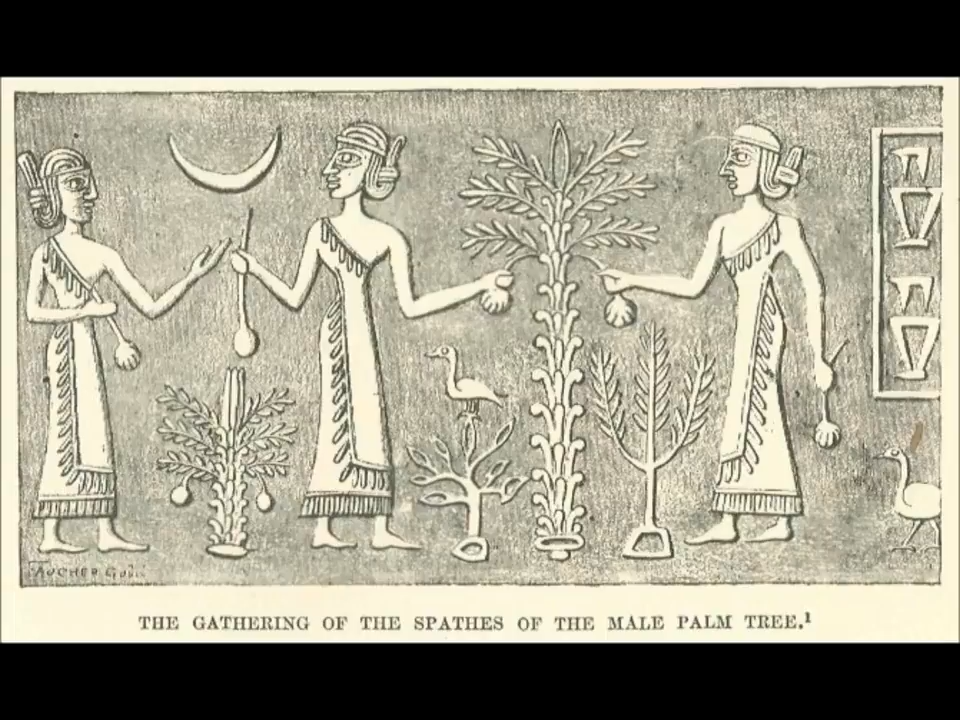 THE GATHERING OF THE SPATHES OF THE MALE PALM TREE.¹